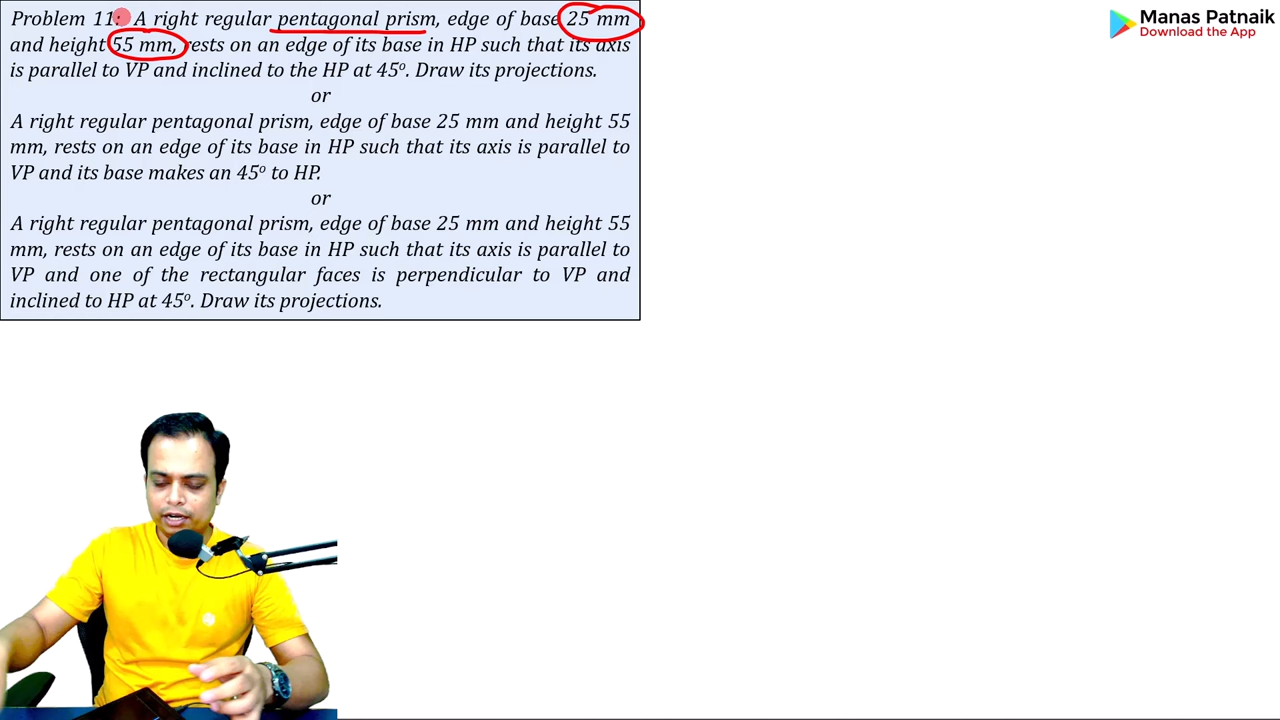 Problem 11: A right regular pentagonal prism, edge of base 25 mm
and height 55 mm, rests on an edge of its base in HP such that its axis
is parallel to VP and inclined to the HP at 45°. Draw its projections.
or
A right regular pentagonal prism, edge of base 25 mm and height 55
mm, rests on an edge of its base in HP such that its axis is parallel to
VP and its base makes an 45° to HP.
or
A right regular pentagonal prism, edge of base 25 mm and height 55
mm, rests on an edge of its base in HP such that its axis is parallel to
VP and one of the rectangular faces is perpendicular to VP and
inclined to HP at 45°. Draw its projections.
Manas Patnaik
Download the App